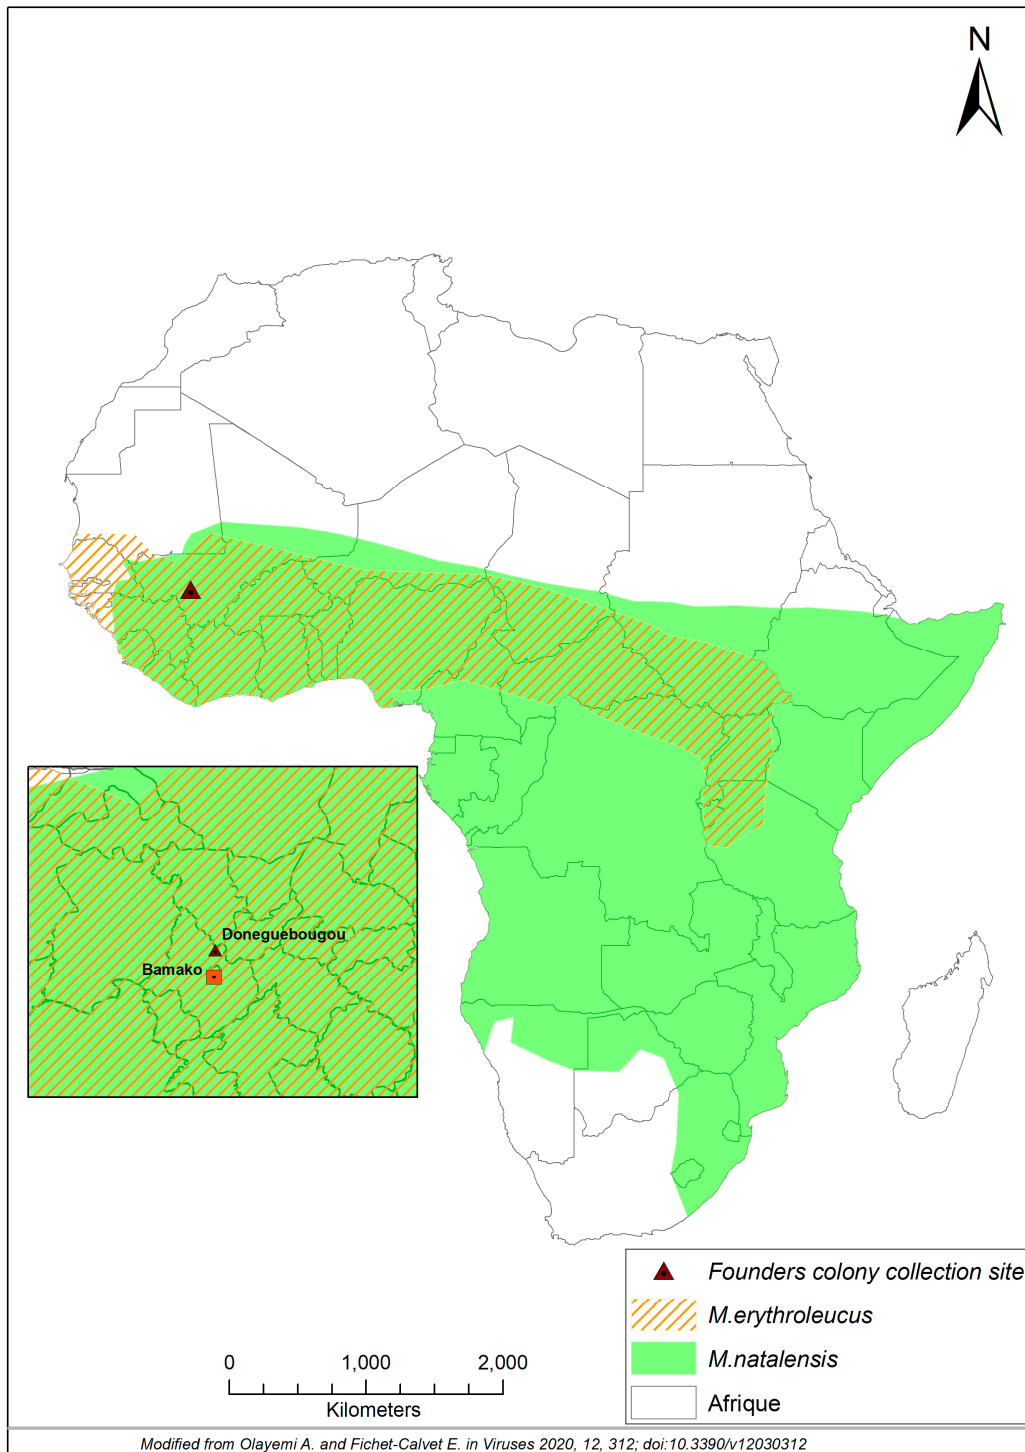 N
Doneguebougou
Bamako
Founders colony collection site
M.erythroleucus
M.natalensis
Afrique
0 1,000 2,000
Kilometers
Modified from Olayemi A. and Fichet-Calvet E. in Viruses 2020, 12, 312; doi:10.3390/v12030312